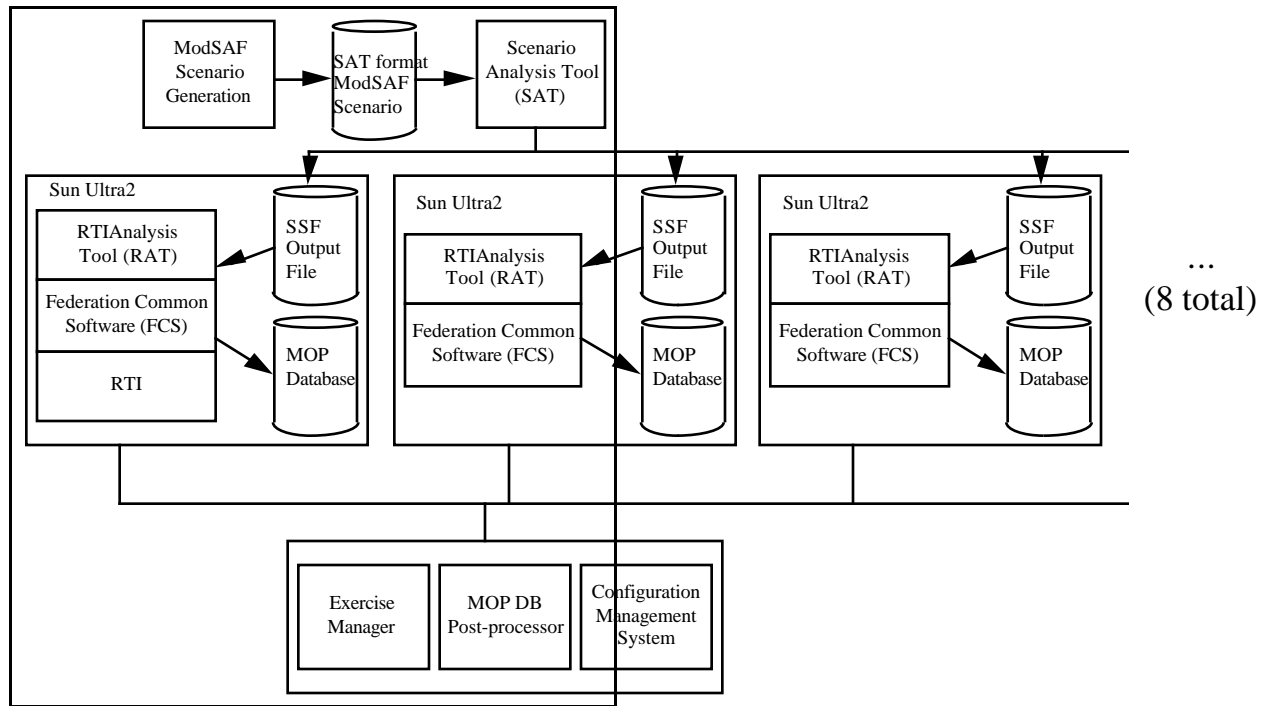 ModSAF
Scenario
Generation
SAT format
ModSAF
Scenario
Scenario
Analysis Tool
(SAT)
Sun Ultra2
RTIAnalysis
Tool (RAT)
Federation Common
Software (FCS)
RTI
SSF
Output
File
MOP
Database
Sun Ultra2
RTIAnalysis
Tool (RAT)
Federation Common
Software (FCS)
SSF
Output
File
MOP
Database
Sun Ultra2
RTIAnalysis
Tool (RAT)
Federation Common
Software (FCS)
SSF
Output
File
MOP
Database
...
(8 total)
Exercise
Manager
MOP DB
Post-processor
Configuration
Management
System